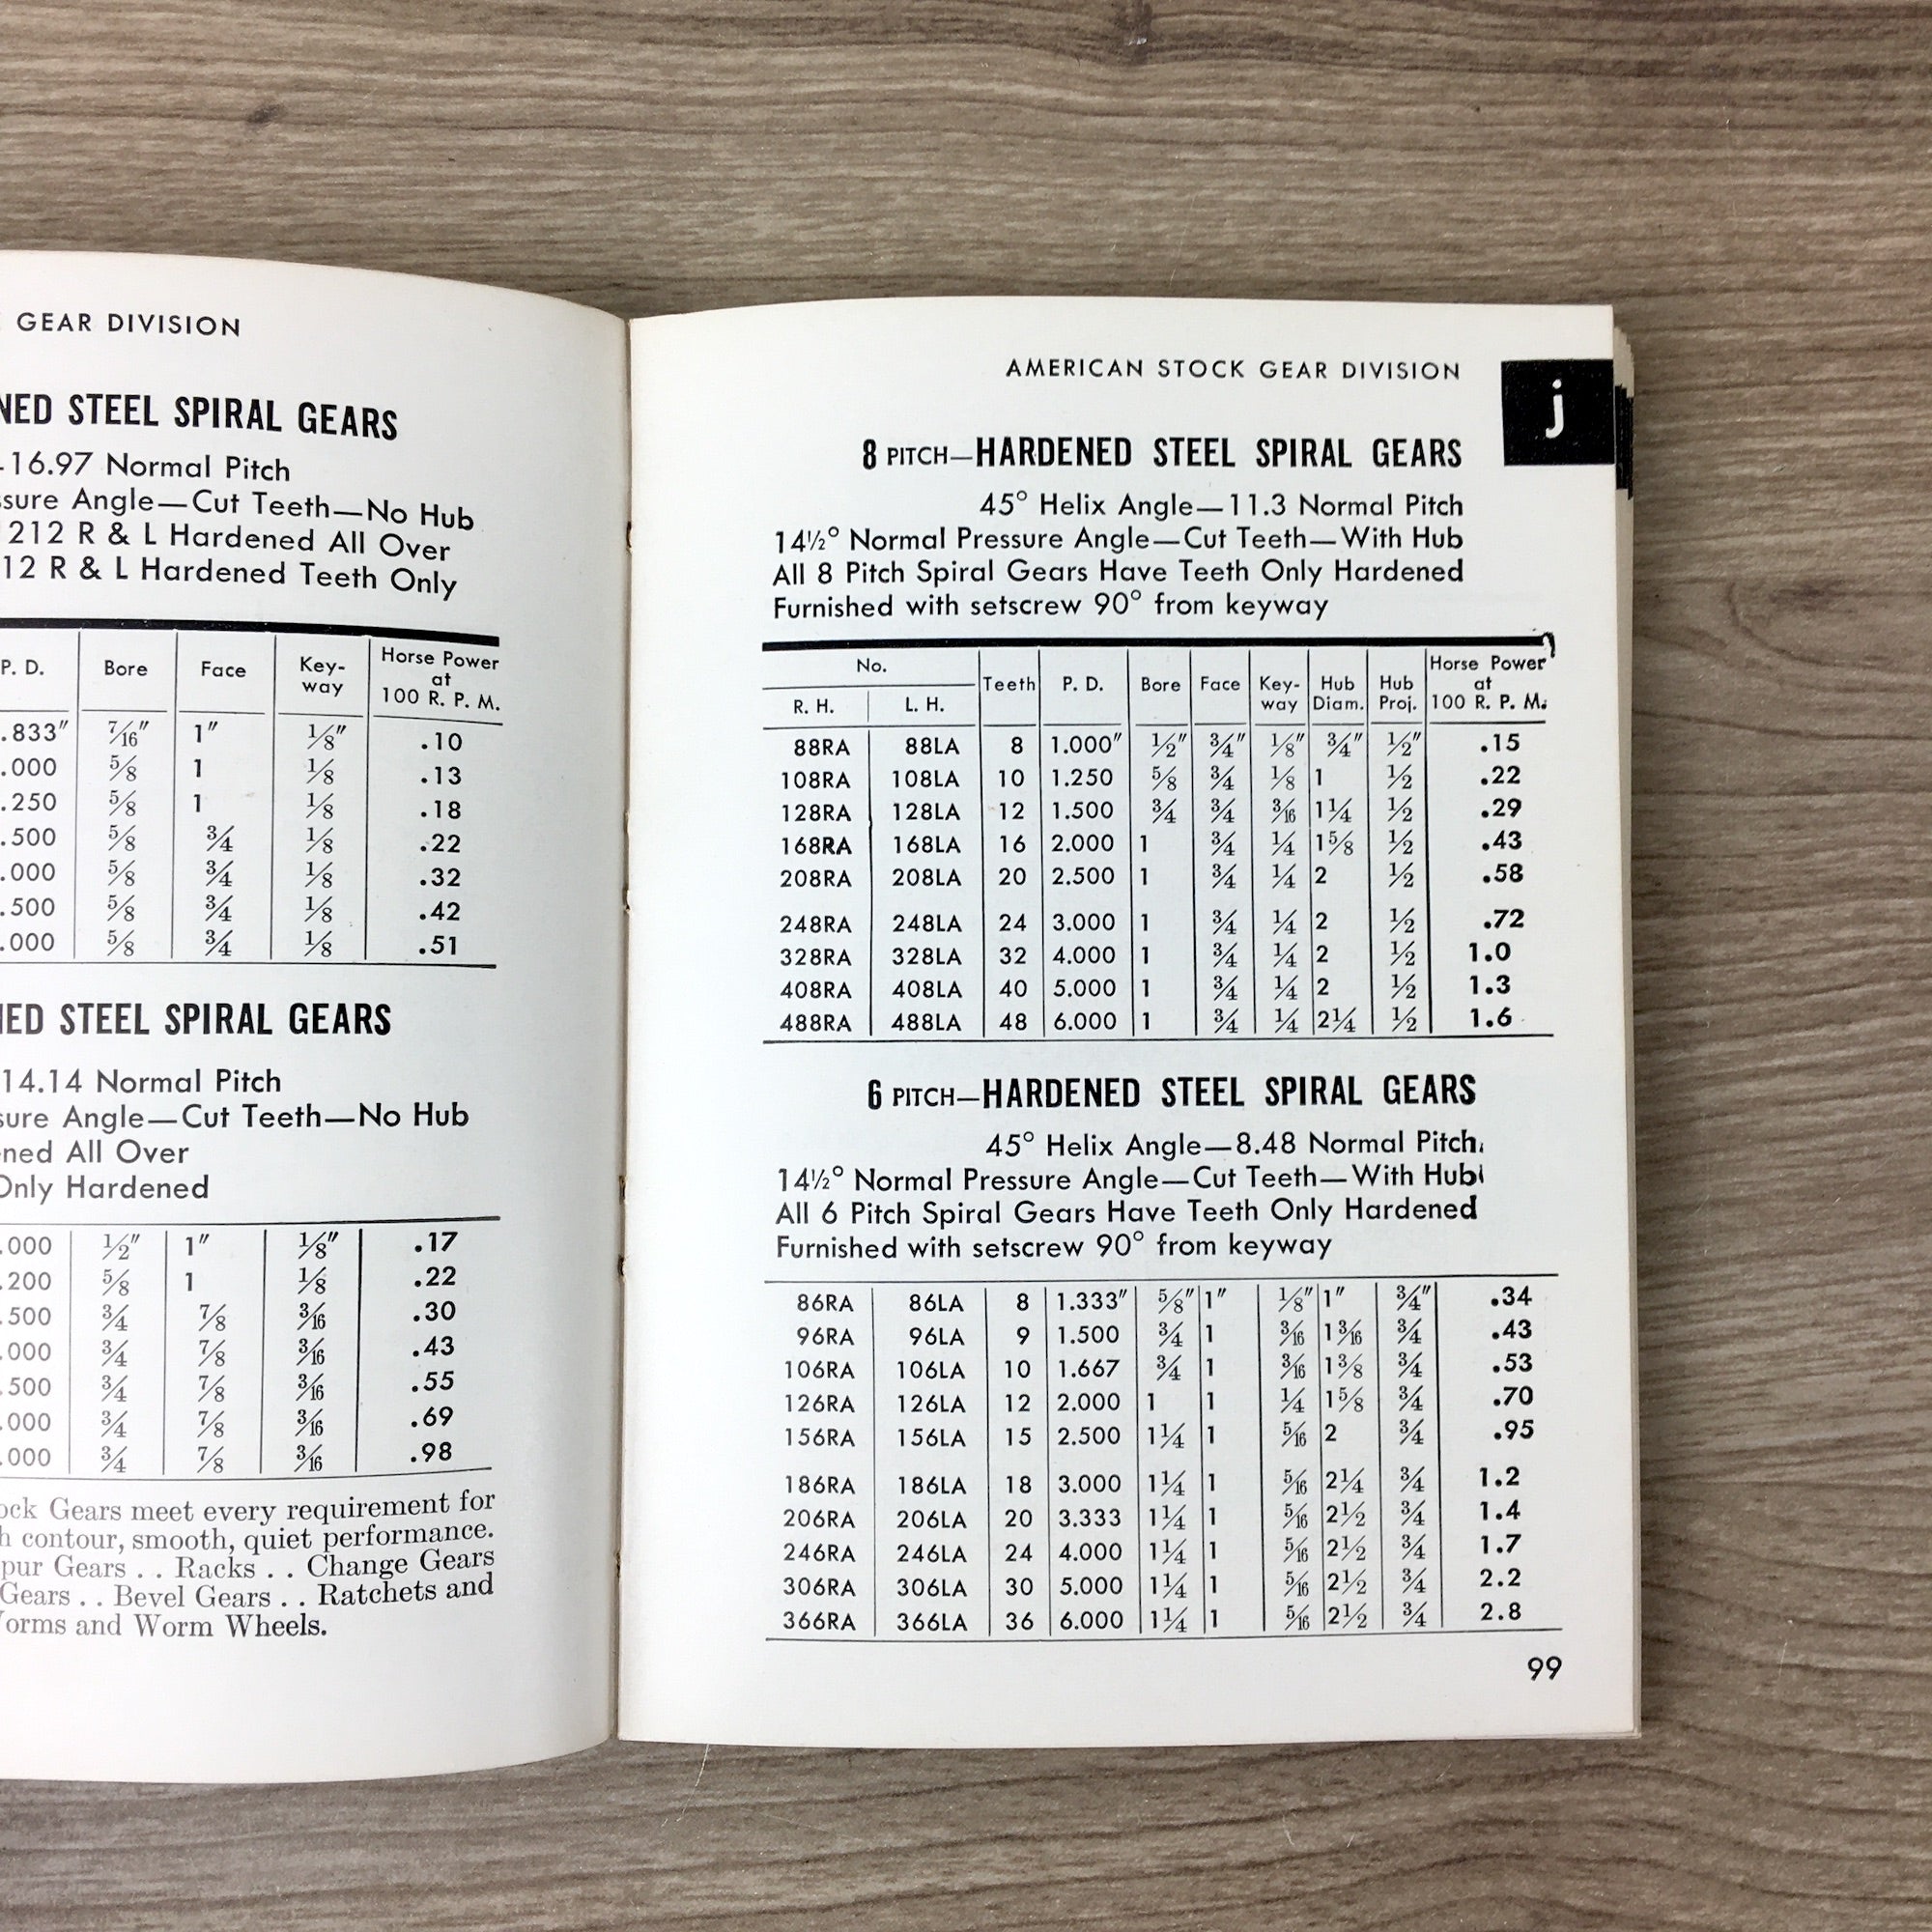 GEAR DIVISION
STEEL SPIRAL GEARS
16.97 Normal Pitch
Angle—Cut Teeth—No Hub
212 R & L Hardened All Over
12 R & L Hardened Teeth Only
P. D. Bore Face Key-way Horse Power at 100 R. P. M.
.833" 7/16" 1" 1/8" .10
.000 5/8 1 1/8 .13
.250 5/8 1 1/8 .18
.500 5/8 3/4 1/8 .22
.000 5/8 3/4 1/8 .32
.500 5/8 3/4 1/8 .42
.000 5/8 3/4 1/8 .51
STEEL SPIRAL GEARS
14.14 Normal Pitch
Angle—Cut Teeth—No Hub
All Over
Only Hardened
.000 1/2" 1" 1/8" .17
.200 5/8 1 1/8 .22
.500 3/4 7/8 3/16 .30
.000 3/4 7/8 3/16 .43
.500 3/4 7/8 3/16 .55
.000 3/4 7/8 3/16 .69
.000 3/4 7/8 3/16 .98
Gears meet every requirement for
contour, smooth, quiet performance.
Gears . . Racks . . Change Gears
Gears . . Bevel Gears . . Ratchets and
and Worm Wheels.
AMERICAN STOCK GEAR DIVISION
j
8 PITCH—HARDENED STEEL SPIRAL GEARS
45° Helix Angle—11.3 Normal Pitch
14½° Normal Pressure Angle—Cut Teeth—With Hub
All 8 Pitch Spiral Gears Have Teeth Only Hardened
Furnished with setscrew 90° from keyway
No. Teeth P. D. Bore Face Key-way Hub Diam. Hub Proj. Horse Power at 100 R. P. M.
R. H. L. H.
88RA 88LA 8 1.000" 1/2" 3/4" 1/8" 3/4" 1/2" .15
108RA 108LA 10 1.250 5/8 3/4 1/8 1 1/2 .22
128RA 128LA 12 1.500 3/4 3/4 3/16 1 1/4 1/2 .29
168RA 168LA 16 2.000 1 3/4 1/4 1 5/8 1/2 .43
208RA 208LA 20 2.500 1 3/4 1/4 2 1/2 .58
248RA 248LA 24 3.000 1 3/4 1/4 2 1/2 .72
328RA 328LA 32 4.000 1 3/4 1/4 2 1/2 1.0
408RA 408LA 40 5.000 1 3/4 1/4 2 1/2 1.3
488RA 488LA 48 6.000 1 3/4 1/4 2 1/4 1/2 1.6
6 PITCH—HARDENED STEEL SPIRAL GEARS
45° Helix Angle—8.48 Normal Pitch
14½° Normal Pressure Angle—Cut Teeth—With Hub
All 6 Pitch Spiral Gears Have Teeth Only Hardened
Furnished with setscrew 90° from keyway
86RA 86LA 8 1.333" 5/8" 1" 1/8" 1" 3/4" .34
96RA 96LA 9 1.500 3/4 1 3/16 1 3/16 3/4 .43
106RA 106LA 10 1.667 3/4 1 3/16 1 3/8 3/4 .53
126RA 126LA 12 2.000 1 1 1/4 1 5/8 3/4 .70
156RA 156LA 15 2.500 1 1/4 1 5/16 2 3/4 .95
186RA 186LA 18 3.000 1 1/4 1 5/16 2 1/4 3/4 1.2
206RA 206LA 20 3.333 1 1/4 1 5/16 2 1/2 3/4 1.4
246RA 246LA 24 4.000 1 1/4 1 5/16 2 1/2 3/4 1.7
306RA 306LA 30 5.000 1 1/4 1 5/16 2 1/2 3/4 2.2
366RA 366LA 36 6.000 1 1/4 1 5/16 2 1/2 3/4 2.8
99